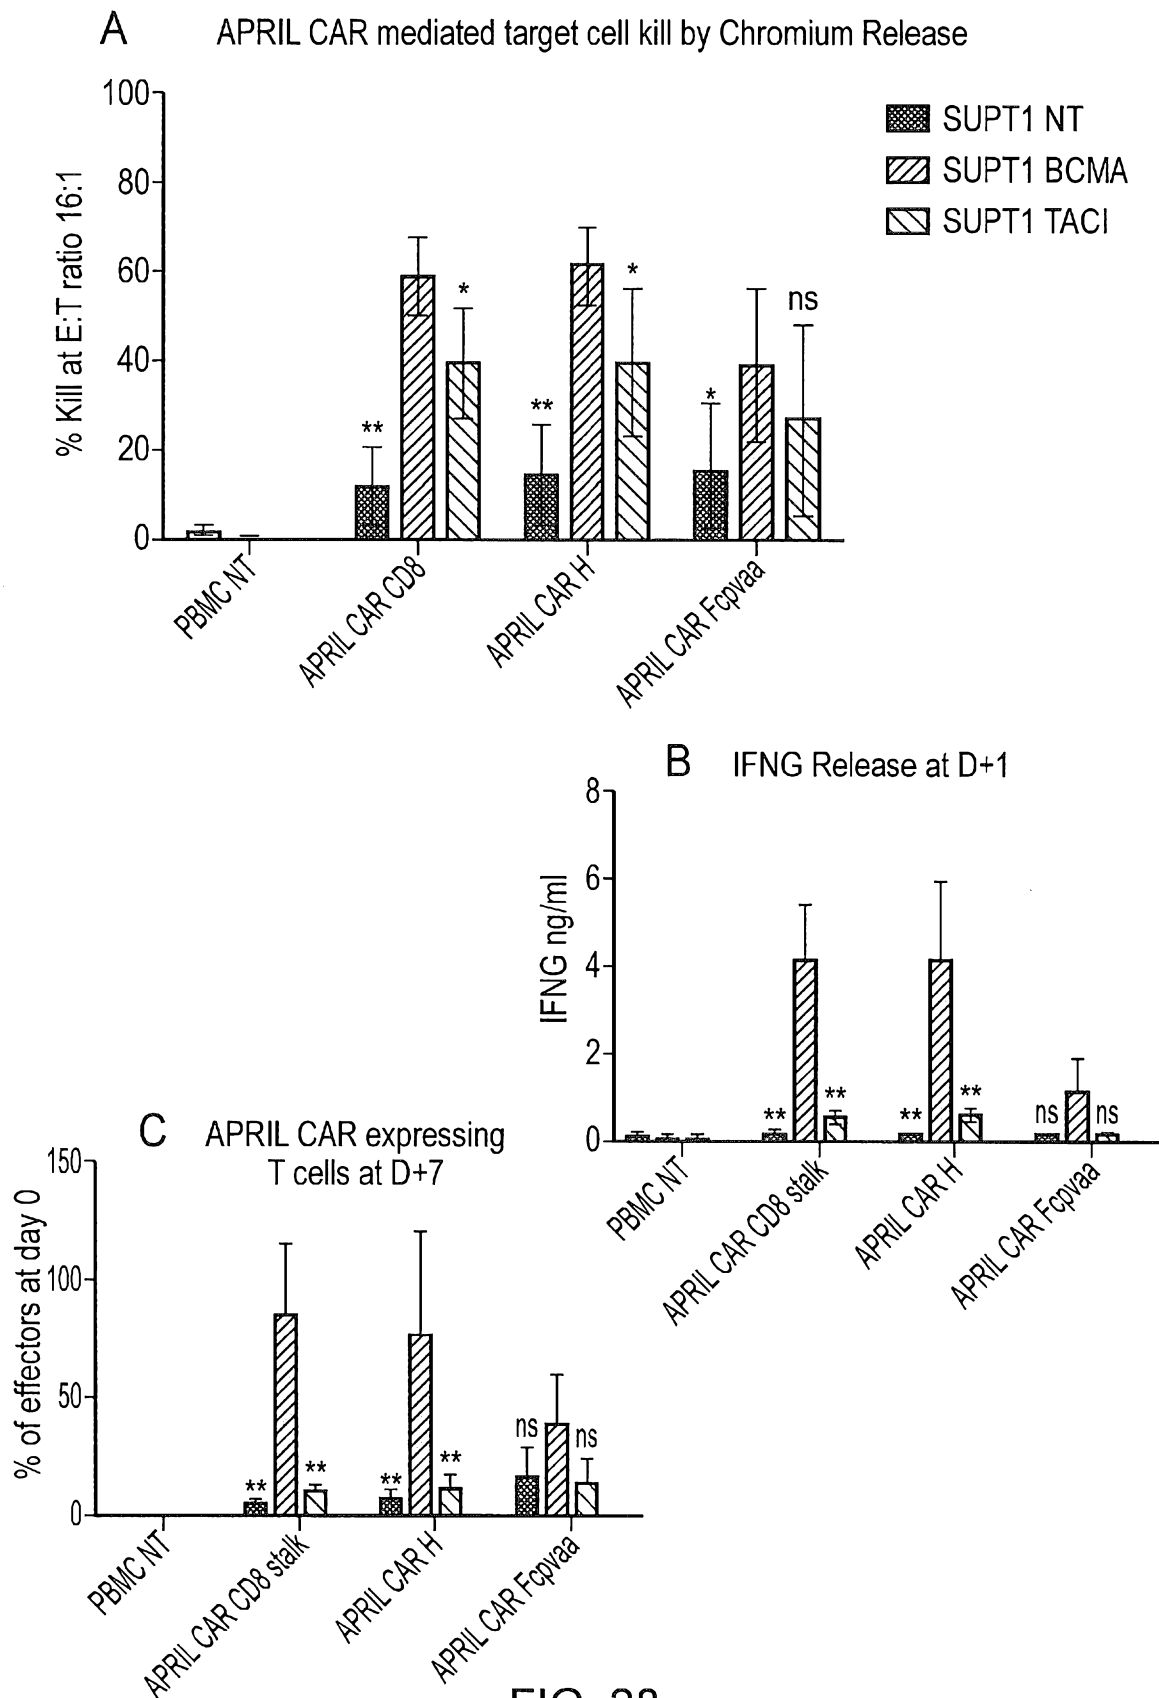 A APRIL CAR mediated target cell kill by Chromium Release
% Kill at E:T ratio 16:1
100
80
60
40
20
0
SUPT1 NT
SUPT1 BCMA
SUPT1 TACI
**
*
**
*
*
ns
PBMC NT
APRIL CAR CD8
APRIL CAR H
APRIL CAR Fcpvaa
B IFNG Release at D+1
IFNG ng/ml
8
6
4
2
0
**
**
**
**
ns
ns
PBMC NT
APRIL CAR CD8 stalk
APRIL CAR H
APRIL CAR Fcpvaa
C APRIL CAR expressing
T cells at D+7
% of effectors at day 0
150
100
50
0
**
**
**
**
ns
ns
PBMC NT
APRIL CAR CD8 stalk
APRIL CAR H
APRIL CAR Fcpvaa